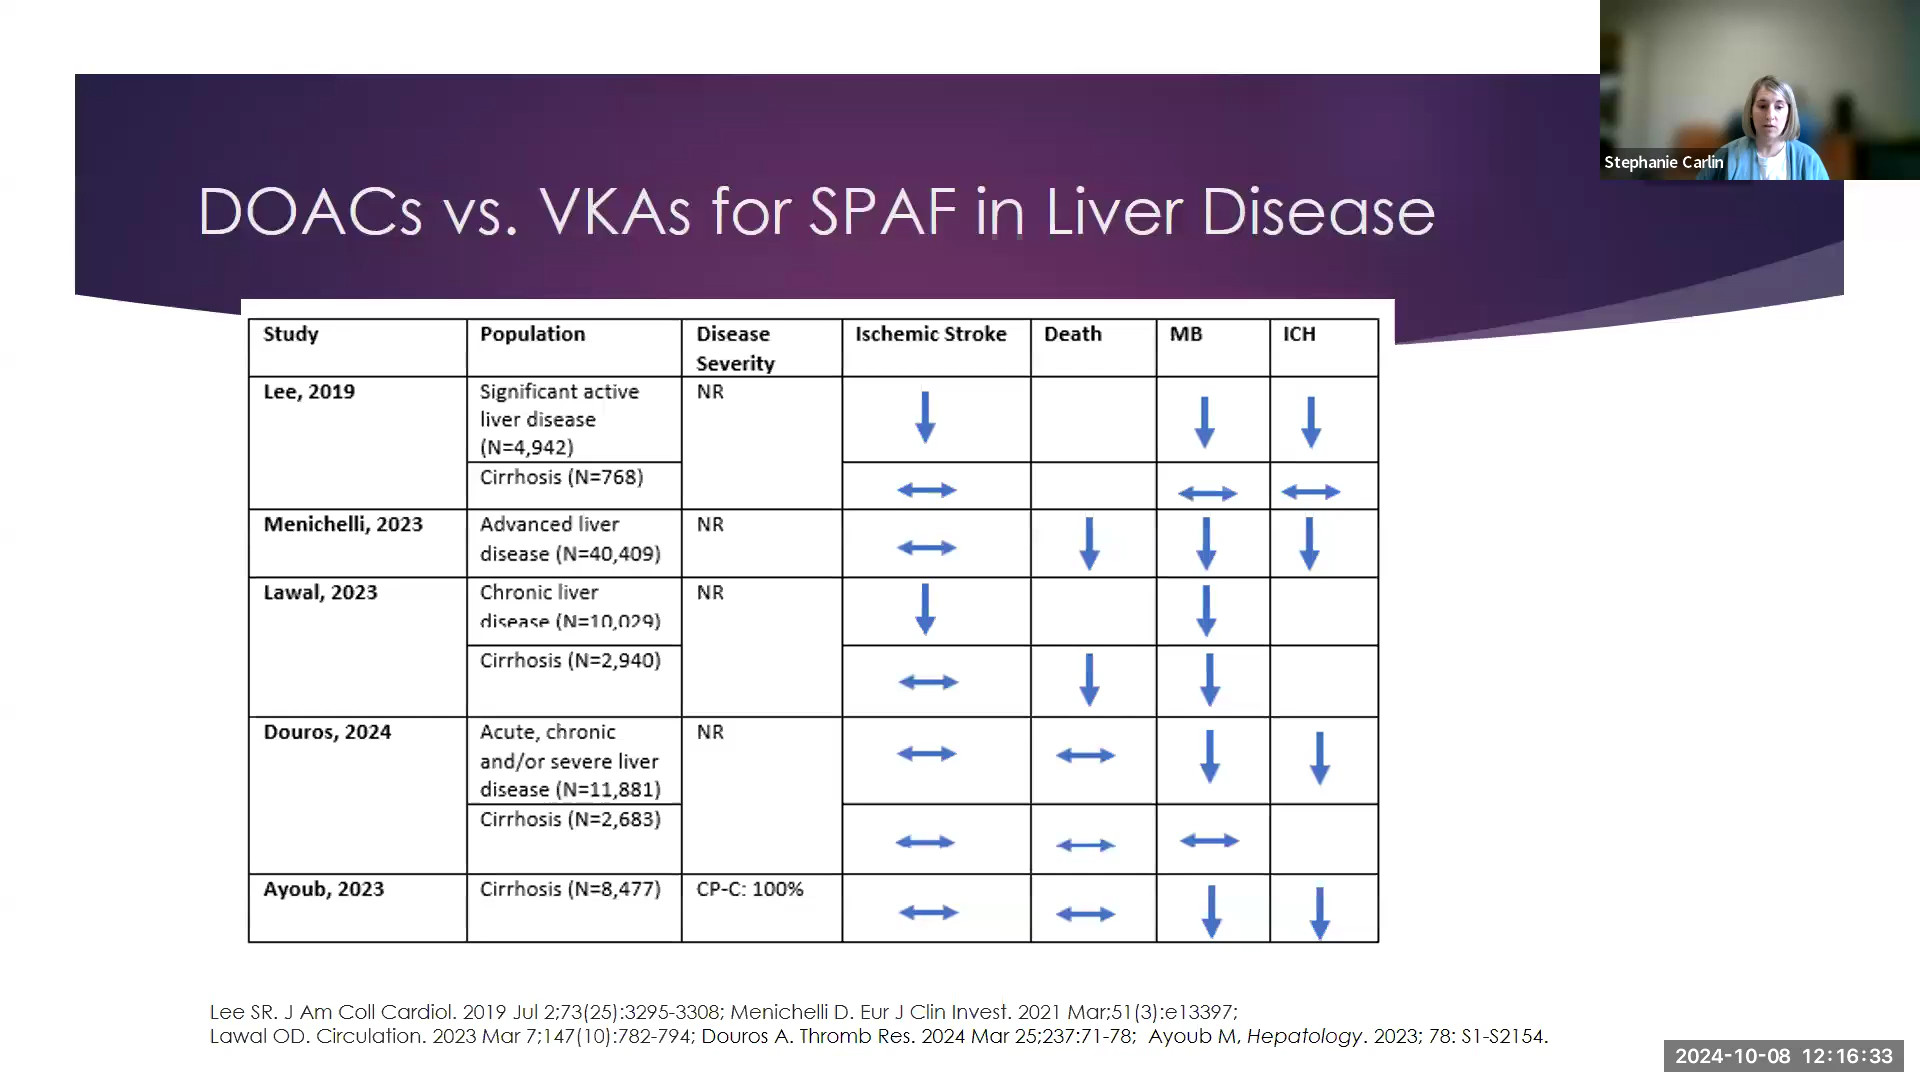 Stephanie Carlin
DOACs vs. VKAs for SPAF in Liver Disease
Study Population Disease Severity Ischemic Stroke Death MB ICH
Lee, 2019
Significant active
liver disease
(N=4,942)
NR
Cirrhosis (N=768)
Menichelli, 2023
Advanced liver
disease (N=40,409)
NR
Lawal, 2023
Chronic liver
disease (N=10,029)
NR
Cirrhosis (N=2,940)
Douros, 2024
Acute, chronic
and/or severe liver
disease (N=11,881)
NR
Cirrhosis (N=2,683)
Ayoub, 2023
Cirrhosis (N=8,477)
CP-C: 100%
Lee SR. J Am Coll Cardiol. 2019 Jul 2;73(25):3295-3308; Menichelli D. Eur J Clin Invest. 2021 Mar;51(3):e13397;
Lawal OD. Circulation. 2023 Mar 7;147(10):782-794; Douros A. Thromb Res. 2024 Mar 25;237:71-78; Ayoub M, Hepatology. 2023; 78: S1-S2154.
2024-10-08 12:16:33